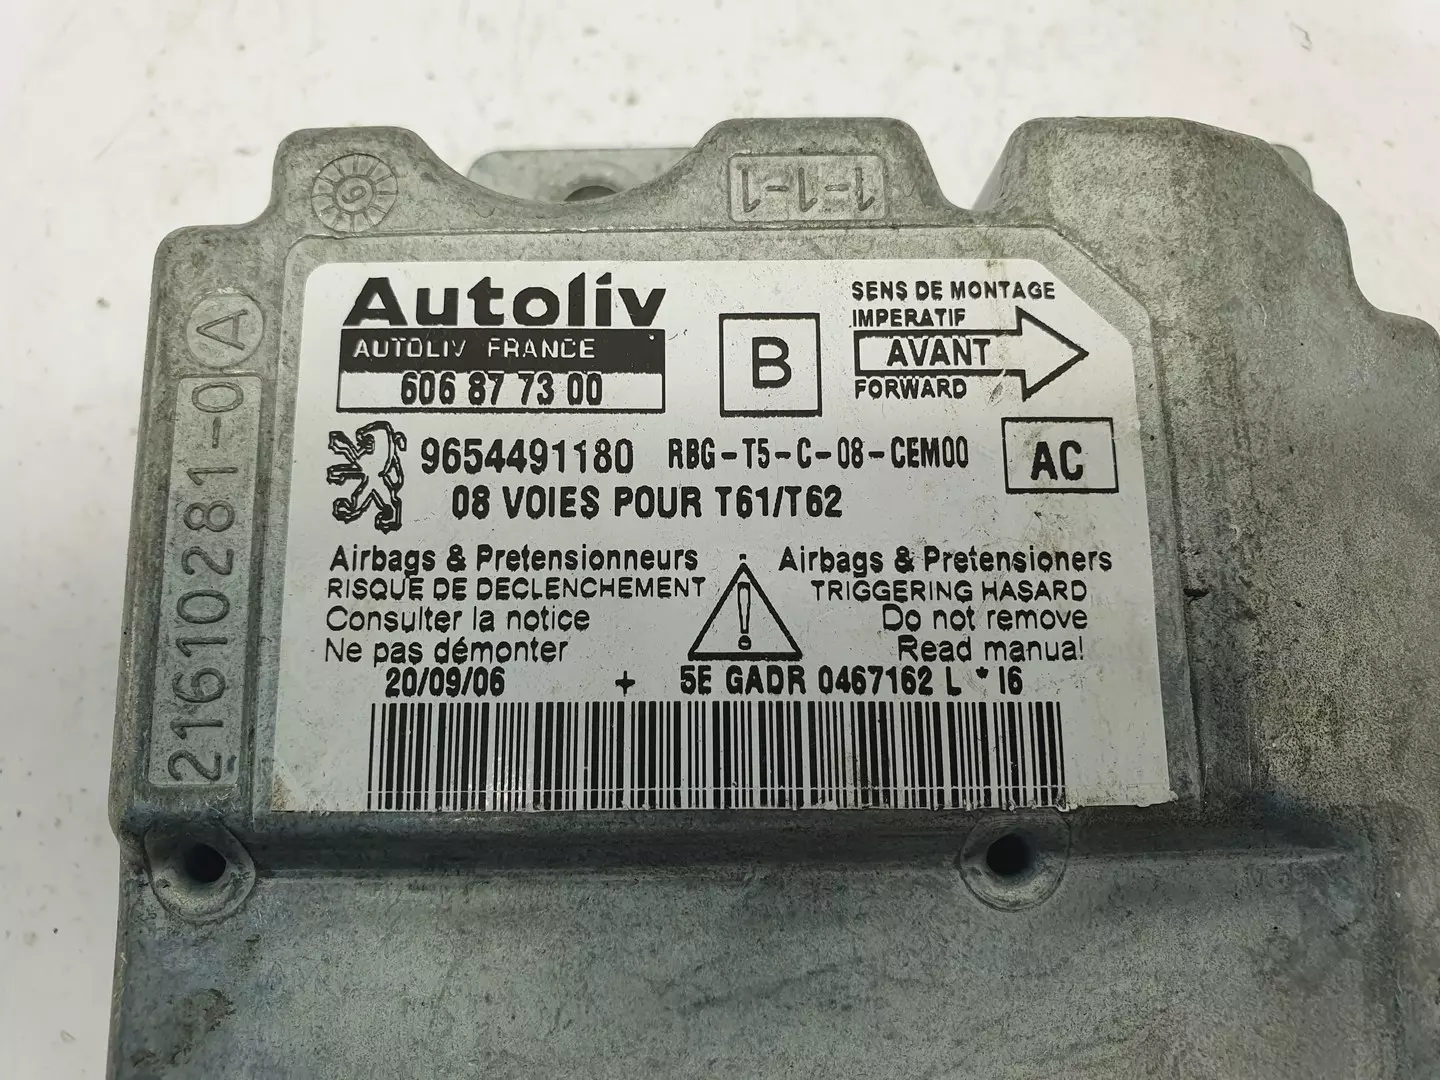 6
1-1-1
A
21610281-0
Autoliv
AUTOLIV FRANCE
606 87 73 00
B
SENS DE MONTAGE
IMPERATIF
AVANT
FORWARD
9654491180 RBG-T5-C-08-CEM00
AC
08 VOIES POUR T61/T62
Airbags & Pretensionneurs
RISQUE DE DECLENCHEMENT
Consulter la notice
Ne pas démonter
Airbags & Pretensioners
TRIGGERING HASARD
Do not remove
Read manua!
20/09/06 + 5E GADR 0467162 L * I6